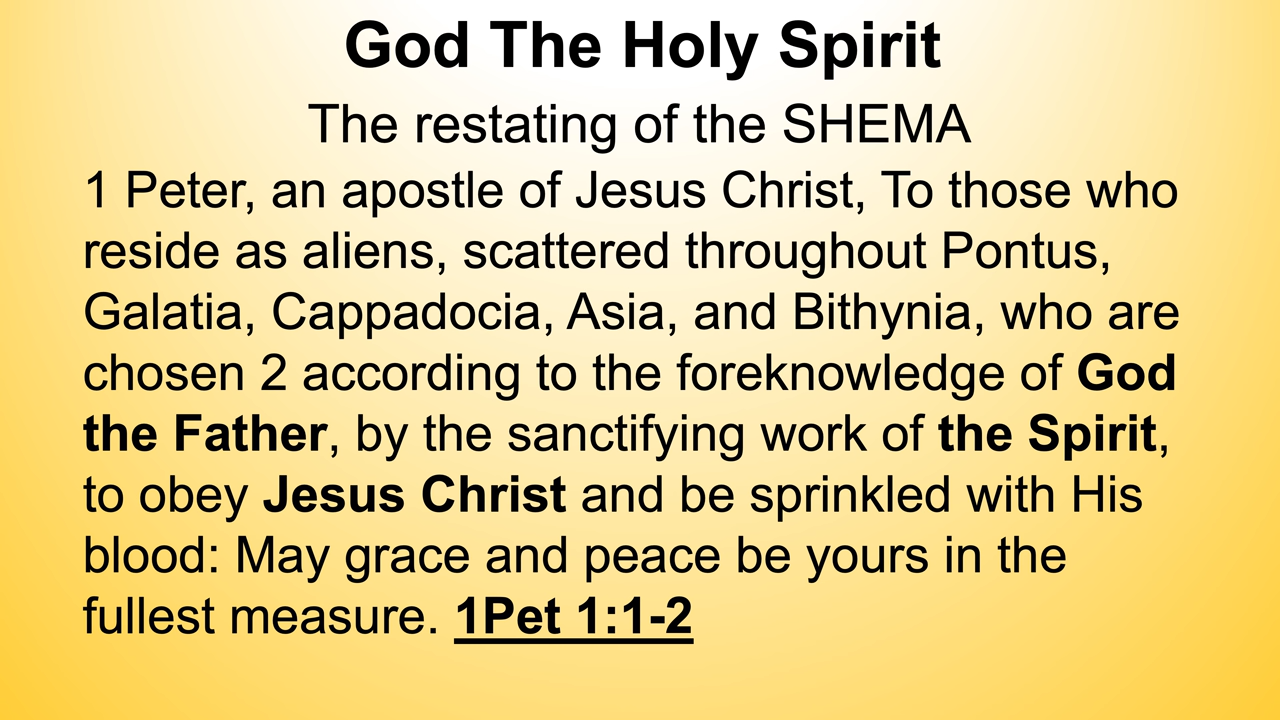 God The Holy Spirit
The restating of the SHEMA
1 Peter, an apostle of Jesus Christ, To those who
reside as aliens, scattered throughout Pontus,
Galatia, Cappadocia, Asia, and Bithynia, who are
chosen 2 according to the foreknowledge of God
the Father, by the sanctifying work of the Spirit,
to obey Jesus Christ and be sprinkled with His
blood: May grace and peace be yours in the
fullest measure. 1Pet 1:1-2